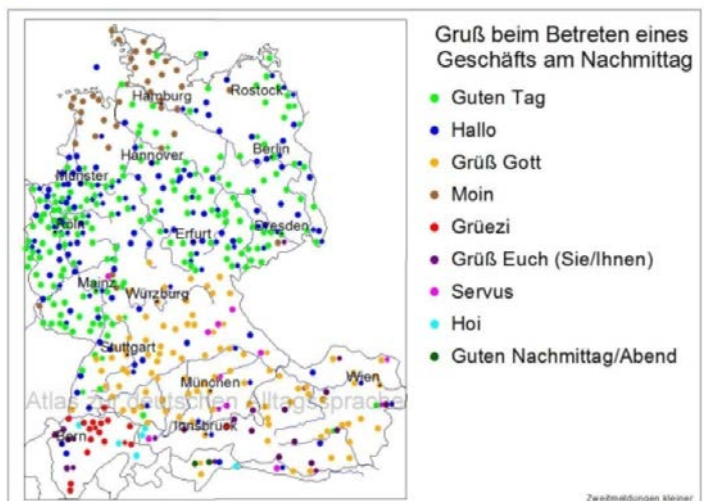 Gruß beim Betreten eines
Geschäfts am Nachmittag
Guten Tag
Hallo
Grüß Gott
Moin
Grüezi
Grüß Euch (Sie/Ihnen)
Servus
Hoi
Guten Nachmittag/Abend
Hamburg
Rostock
Berlin
Hannover
Münster
Köln
Erfurt
Dresden
Mainz
Würzburg
Stuttgart
München
Wien
Atlas zur deutschen Alltagssprache
Innsbruck
Bern
Zweitmeldungen kleiner